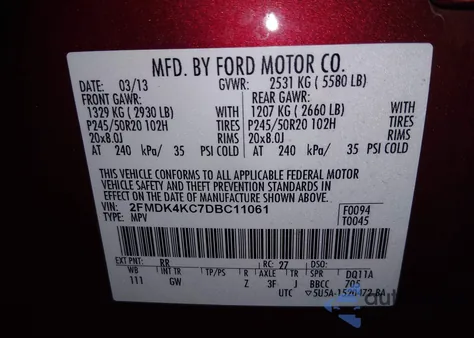 MFD. BY FORD MOTOR CO.
DATE: 03/13 GVWR: 2531 KG ( 5580 LB)
FRONT GAWR: REAR GAWR:
1329 KG ( 2930 LB) WITH 1207 KG ( 2660 LB) WITH
P245/50R20 102H TIRES P245/50R20 102H TIRES
20x8.0J RIMS 20x8.0J RIMS
AT 240 kPa/ 35 PSI COLD AT 240 kPa/ 35 PSI COLD
THIS VEHICLE CONFORMS TO ALL APPLICABLE FEDERAL MOTOR
VEHICLE SAFETY AND THEFT PREVENTION STANDARDS IN
EFFECT ON THE DATE OF MANUFACTURE SHOWN ABOVE.
VIN: 2FMDK4KC7DBC11061 F0094
TYPE: MPV T0045
EXT PNT: RR RC: 27 DSO:
WB INT TR TP/PS R AXLE TR SPR DQ11A
111 GW Z 3F J BBCC 705
UTC